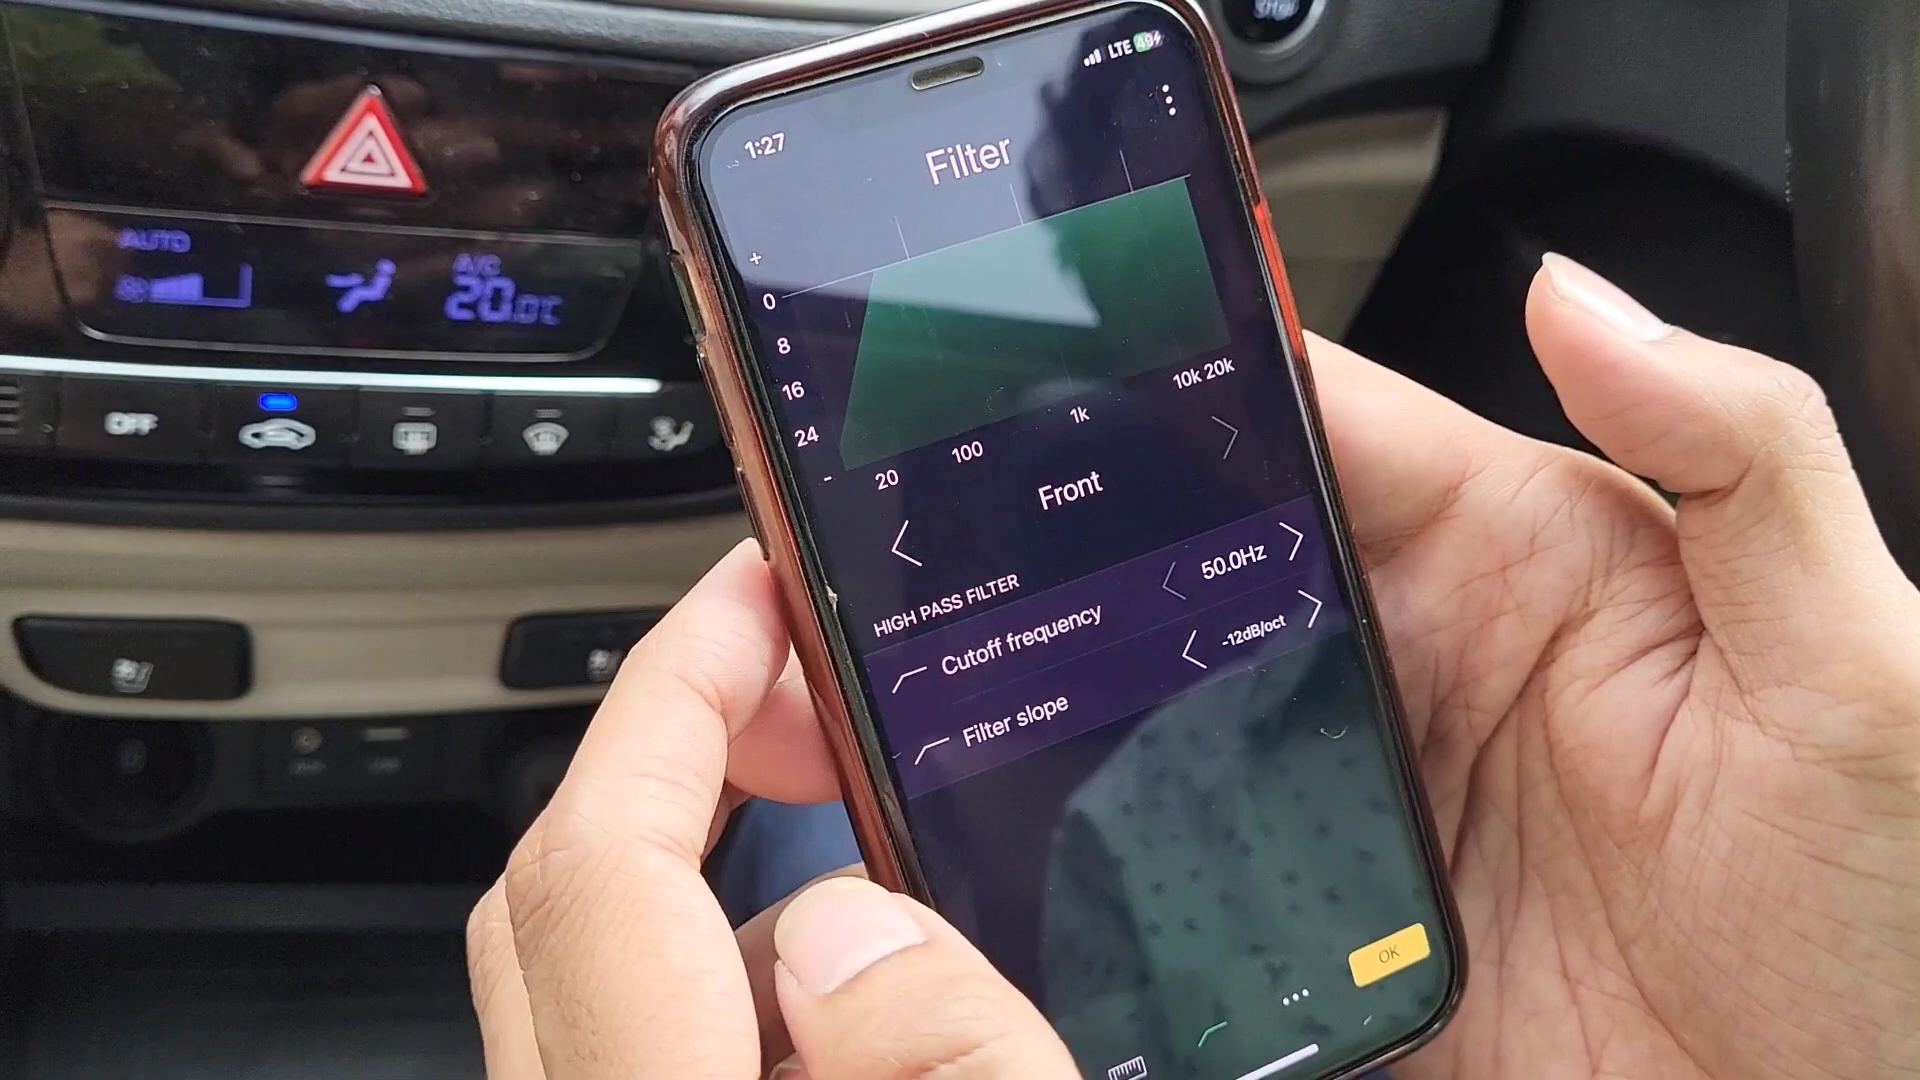 AUTO
A/C
20.0°C
OFF
1:27
LTE 49
Filter
+
0
8
16
24
-
20
100
1k
10k 20k
Front
HIGH PASS FILTER
Cutoff frequency
50.0Hz
Filter slope
-12dB/oct
OK